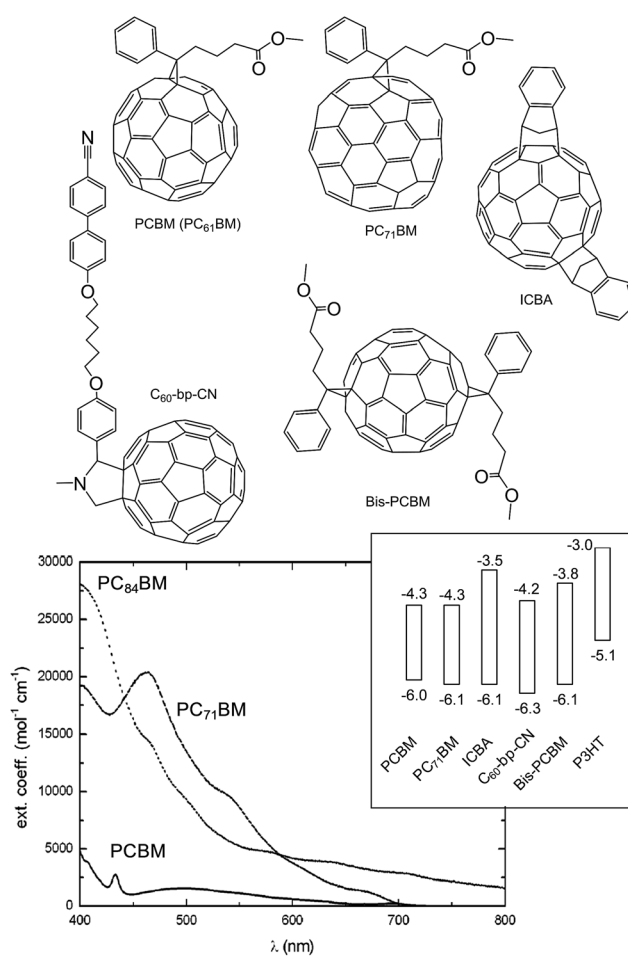 O
O
PCBM (PC₆₁BM)
O
O
PC₇₁BM
ICBA
N
O
O
C₆₀-bp-CN
N
O
O
O
O
Bis-PCBM
30000
25000
20000
15000
10000
5000
0
ext. coeff. (mol⁻¹ cm⁻¹)
PC₈₄BM
PC₇₁BM
PCBM
400
500
600
700
800
λ (nm)
-4.3
-4.3
-3.5
-4.2
-3.8
-3.0
-6.0
-6.1
-6.1
-6.3
-6.1
-5.1
PCBM
PC₇₁BM
ICBA
C₆₀-bp-CN
Bis-PCBM
P3HT